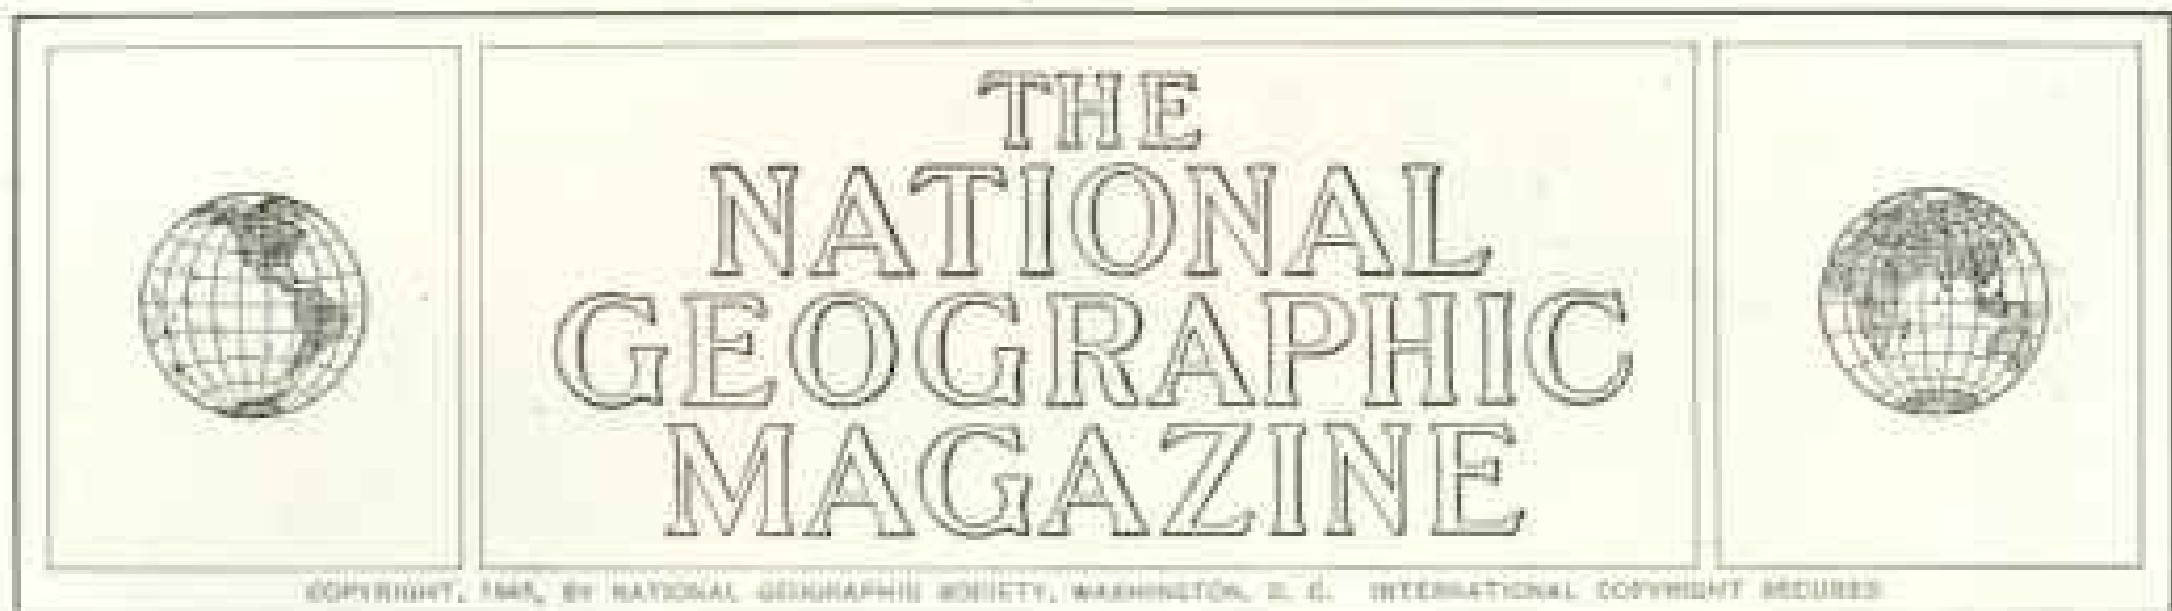 THE
NATIONAL
GEOGRAPHIC
MAGAZINE
COPYRIGHT, BY NATIONAL GEOGRAPHIC SOCIETY, WASHINGTON, D. C. INTERNATIONAL COPYRIGHT SECURED